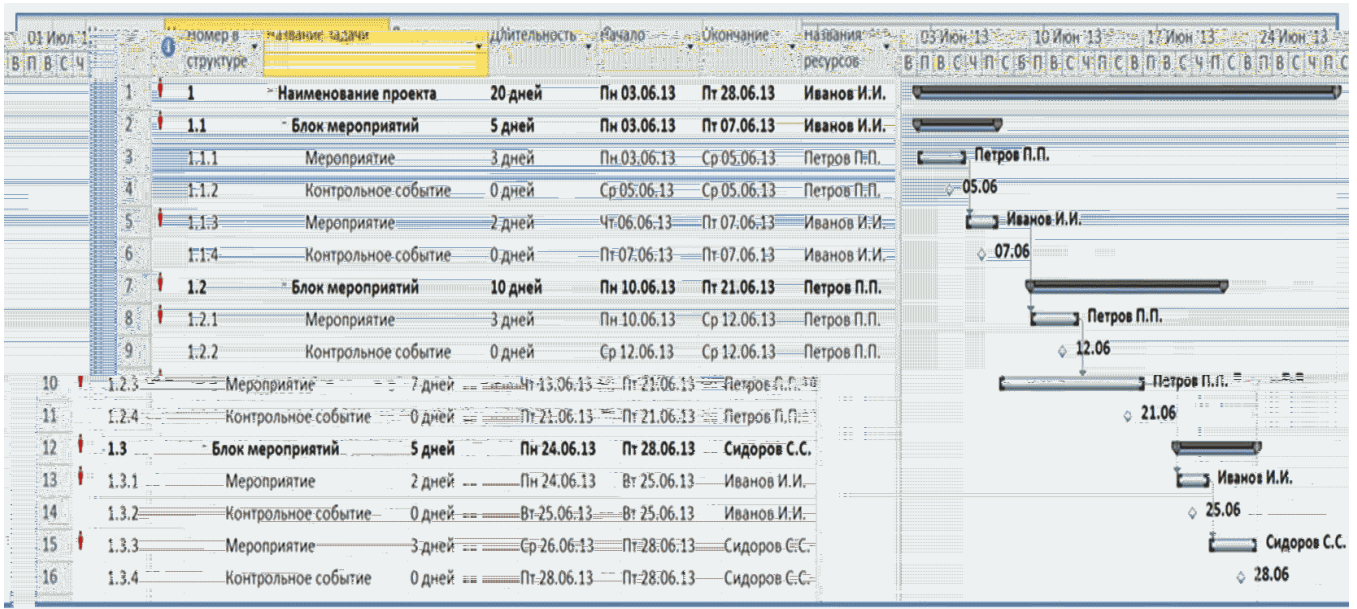 01 Июл '1
03 Июн '13 10 Июн '13 17 Июн '13 24 Июн '13
В П В С Ч
В П В С Ч П С В П В С Ч П С В П В С Ч П С В П В С Ч П С
Номер в структуре Название задачи Длительность Начало Окончание Названия ресурсов
1 1 Наименование проекта 20 дней Пн 03.06.13 Пт 28.06.13 Иванов И.И.
2 1.1 Блок мероприятий 5 дней Пн 03.06.13 Пт 07.06.13 Иванов И.И.
3 1.1.1 Мероприятие 3 дней Пн 03.06.13 Ср 05.06.13 Петров П.П. Петров П.П.
4 1.1.2 Контрольное событие 0 дней Ср 05.06.13 Ср 05.06.13 Петров П.П. 05.06
5 1.1.3 Мероприятие 2 дней Чт 06.06.13 Пт 07.06.13 Иванов И.И. Иванов И.И.
6 1.1.4 Контрольное событие 0 дней Пт 07.06.13 Пт 07.06.13 Иванов И.И. 07.06
7 1.2 Блок мероприятий 10 дней Пн 10.06.13 Пт 21.06.13 Петров П.П.
8 1.2.1 Мероприятие 3 дней Пн 10.06.13 Ср 12.06.13 Петров П.П. Петров П.П.
9 1.2.2 Контрольное событие 0 дней Ср 12.06.13 Ср 12.06.13 Петров П.П. 12.06
10 1.2.3 Мероприятие 7 дней Чт 13.06.13 Пт 21.06.13 Петров П.П. Петров П.П.
11 1.2.4 Контрольное событие 0 дней Пт 21.06.13 Пт 21.06.13 Петров П.П. 21.06
12 1.3 Блок мероприятий 5 дней Пн 24.06.13 Пт 28.06.13 Сидоров С.С.
13 1.3.1 Мероприятие 2 дней Пн 24.06.13 Вт 25.06.13 Иванов И.И. Иванов И.И.
14 1.3.2 Контрольное событие 0 дней Вт 25.06.13 Вт 25.06.13 Иванов И.И. 25.06
15 1.3.3 Мероприятие 3 дней Ср 26.06.13 Пт 28.06.13 Сидоров С.С. Сидоров С.С.
16 1.3.4 Контрольное событие 0 дней Пт 28.06.13 Пт 28.06.13 Сидоров С.С. 28.06